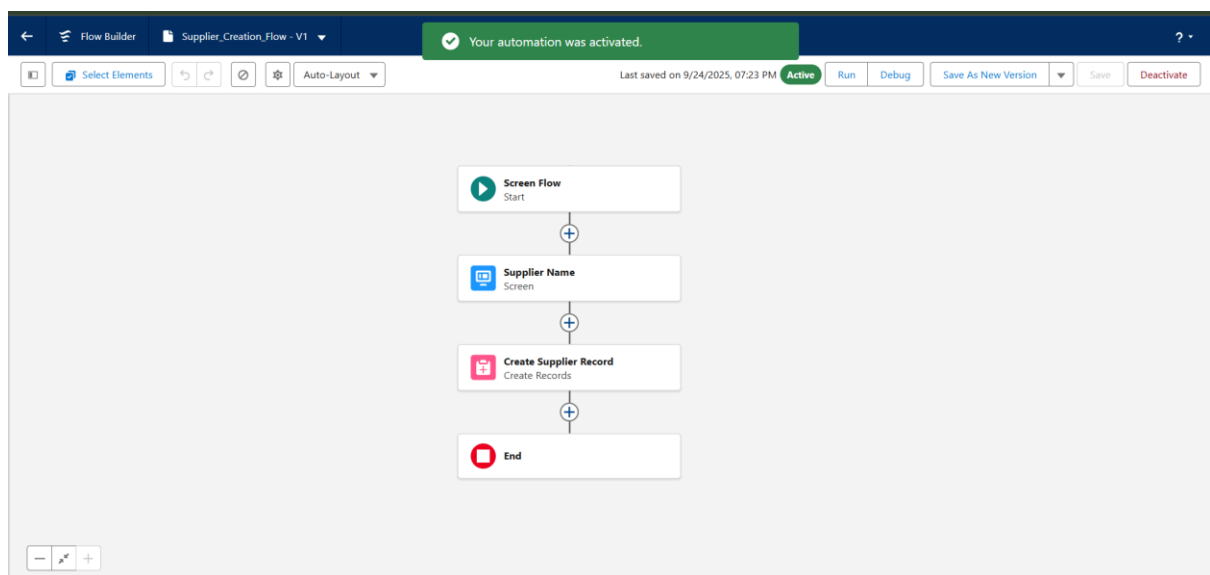 Flow Builder Supplier_Creation_Flow - V1 Your automation was activated. ?
Select Elements Auto-Layout Last saved on 9/24/2025, 07:23 PM Active Run Debug Save As New Version Save Deactivate
Screen Flow
Start
Supplier Name
Screen
Create Supplier Record
Create Records
End